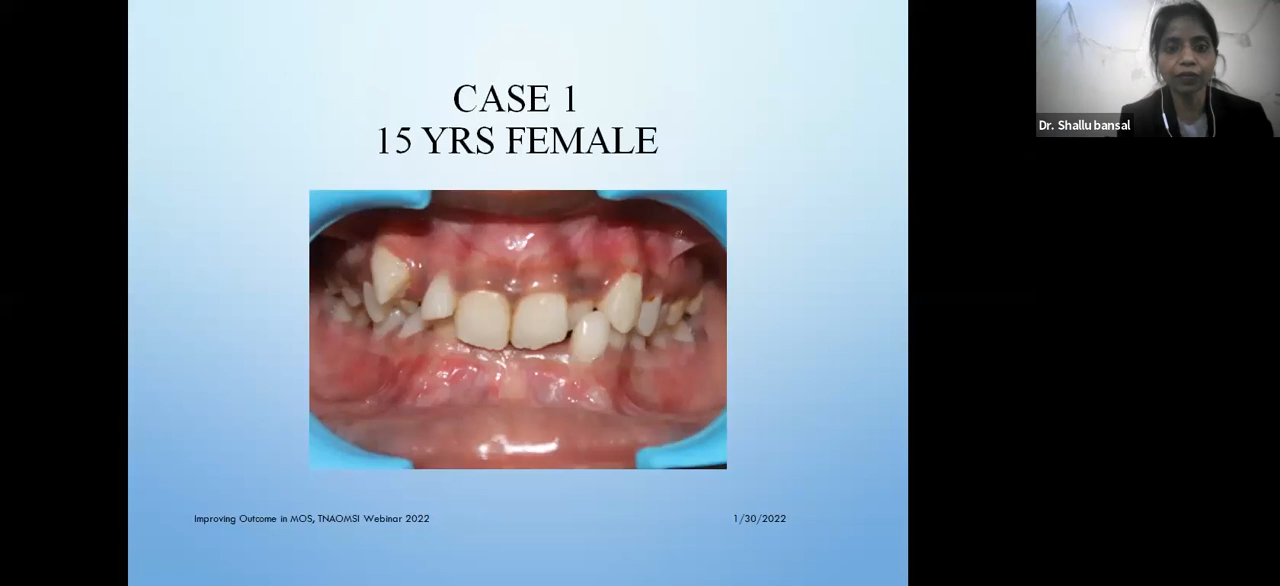 CASE 1
15 YRS FEMALE
Dr. Shallu bansal
Improving Outcome in MOS, TNAOMSI Webinar 2022
1/30/2022